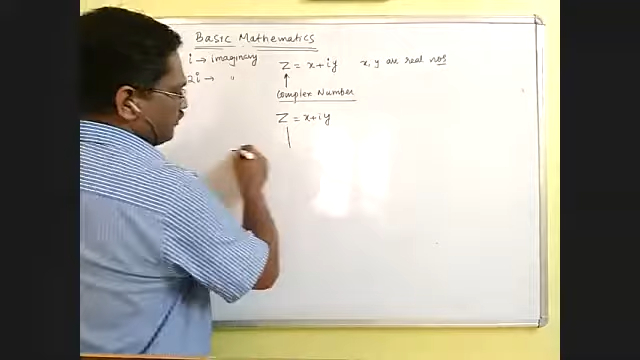 Basic Mathematics
i → imaginary
2i → "
Z = x+iy   x, y are real nos
Complex Number
Z = x+iy